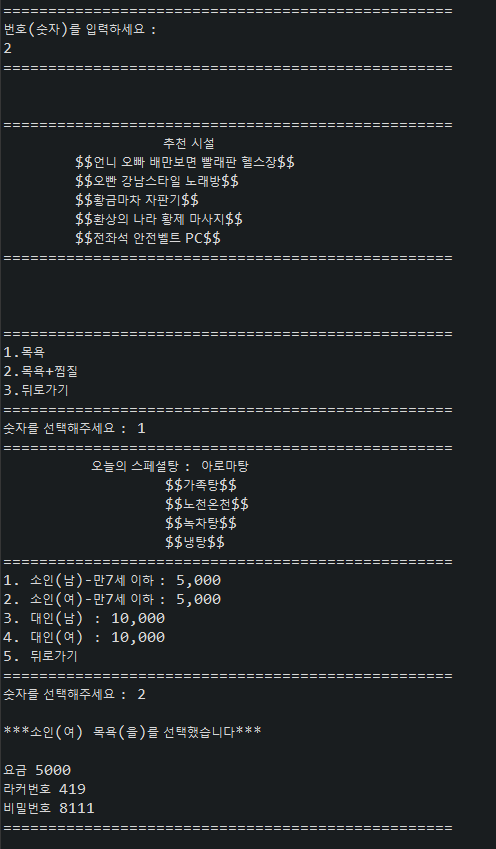 ==================================================
번호(숫자)를 입력하세요 :
2
==================================================
==================================================
추천 시설
$$언니 오빠 배만보면 빨래판 헬스장$$
$$오빤 강남스타일 노래방$$
$$황금마차 자판기$$
$$환상의 나라 황제 마사지$$
$$전좌석 안전벨트 PC$$
==================================================
==================================================
1.목욕
2.목욕+찜질
3.뒤로가기
==================================================
숫자를 선택해주세요 : 1
==================================================
오늘의 스페셜탕 : 아로마탕
$$가족탕$$
$$노천온천$$
$$녹차탕$$
$$냉탕$$
==================================================
1. 소인(남)-만7세 이하 : 5,000
2. 소인(여)-만7세 이하 : 5,000
3. 대인(남) : 10,000
4. 대인(여) : 10,000
5. 뒤로가기
==================================================
숫자를 선택해주세요 : 2
***소인(여) 목욕(을)를 선택했습니다***
요금 5000
라커번호 419
비밀번호 8111
==================================================